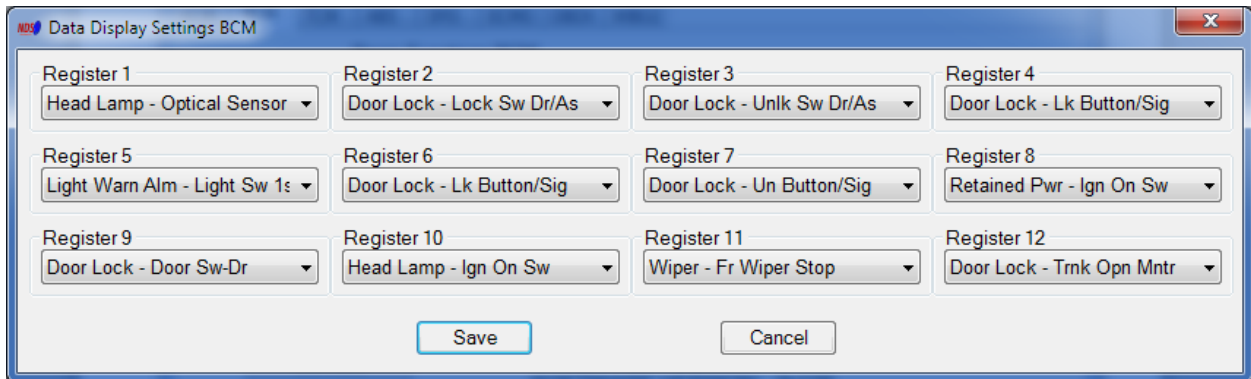 NDS Data Display Settings BCM
Register 1 Register 2 Register 3 Register 4
Head Lamp - Optical Sensor Door Lock - Lock Sw Dr/As Door Lock - Unlk Sw Dr/As Door Lock - Lk Button/Sig
Register 5 Register 6 Register 7 Register 8
Light Warn Alm - Light Sw 1s Door Lock - Lk Button/Sig Door Lock - Un Button/Sig Retained Pwr - Ign On Sw
Register 9 Register 10 Register 11 Register 12
Door Lock - Door Sw-Dr Head Lamp - Ign On Sw Wiper - Fr Wiper Stop Door Lock - Trnk Opn Mntr
Save Cancel